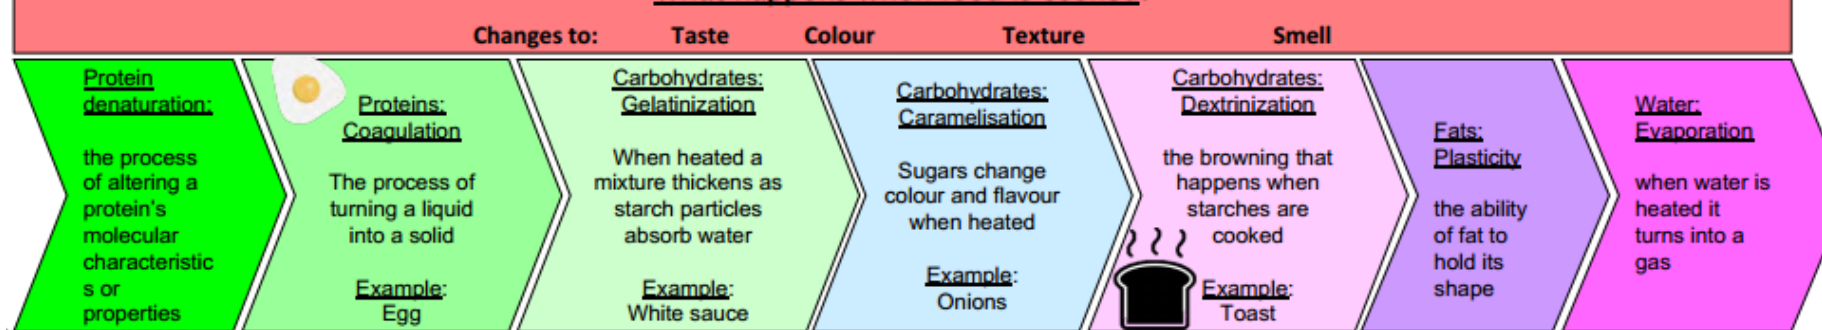 Changes to: Taste Colour Texture Smell
Protein
denaturation:
the process
of altering a
protein's
molecular
characteristic
s or
properties
Proteins:
Coagulation
The process of
turning a liquid
into a solid
Example:
Egg
Carbohydrates:
Gelatinization
When heated a
mixture thickens as
starch particles
absorb water
Example:
White sauce
Carbohydrates:
Caramelisation
Sugars change
colour and flavour
when heated
Example:
Onions
Carbohydrates:
Dextrinization
the browning that
happens when
starches are
cooked
Example:
Toast
Fats:
Plasticity
the ability
of fat to
hold its
shape
Water:
Evaporation
when water is
heated it
turns into a
gas